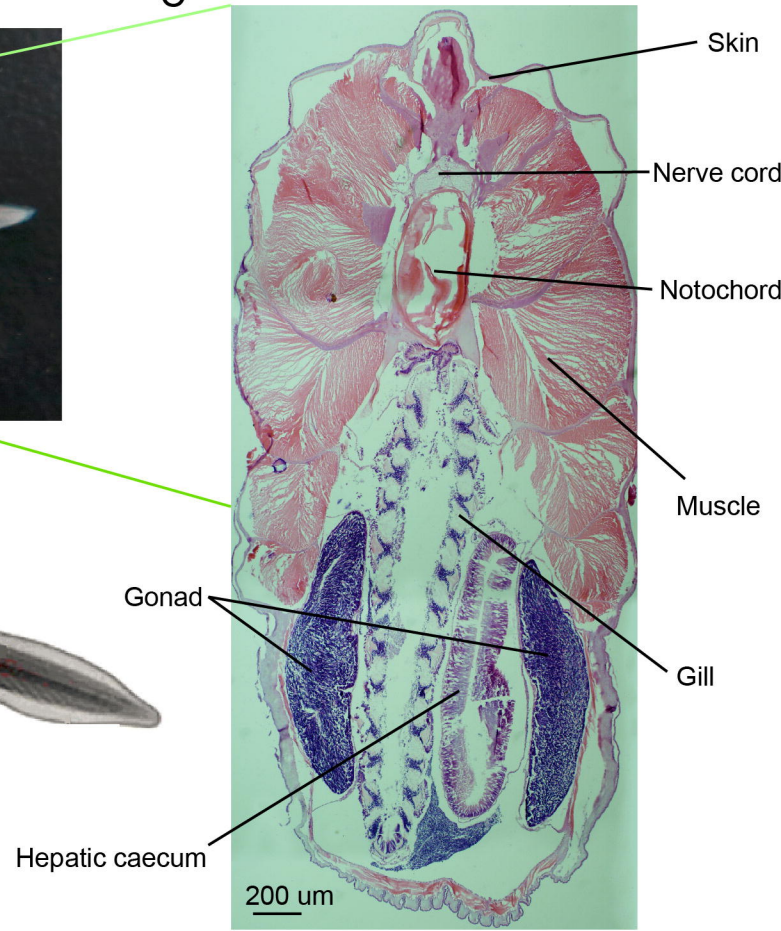 Skin
Nerve cord
Notochord
Muscle
Gonad
Gill
Hepatic caecum
200 um